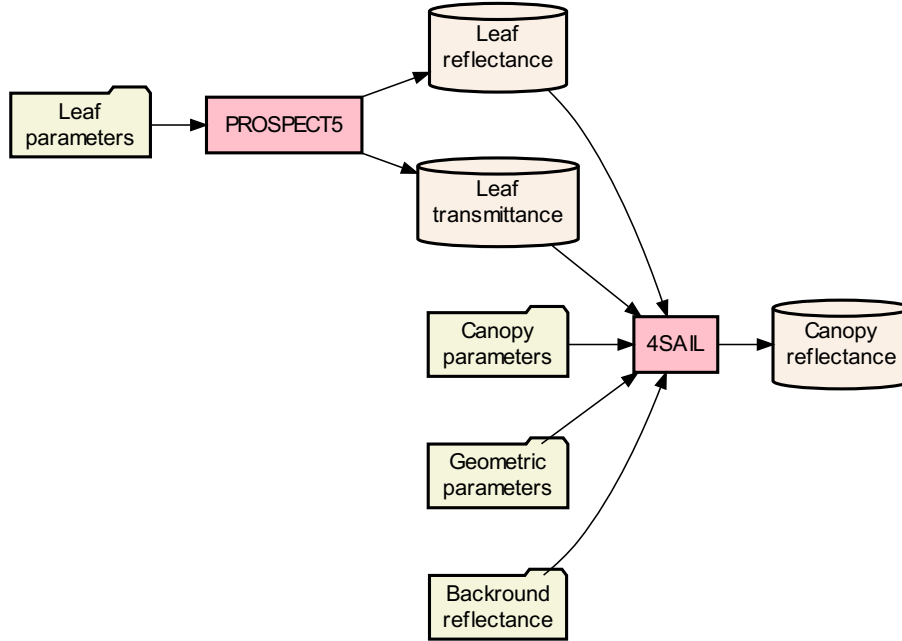 Leaf
reflectance
Leaf
parameters
PROSPECT5
Leaf
transmittance
Canopy
parameters
4SAIL
Canopy
reflectance
Geometric
parameters
Backround
reflectance